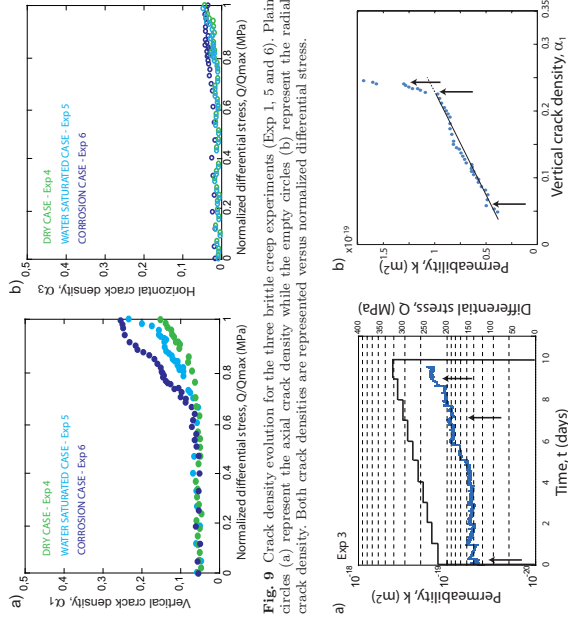 a)
0.5
0.4
0.3
0.2
0.1
0
Vertical crack density, α1
DRY CASE - Exp 4
WATER SATURATED CASE - Exp 5
CORROSION CASE - Exp 6
0
0.2
0.4
0.6
0.8
1
Normalized differential stress, Q/Qmax (MPa)
b)
0.5
0.4
0.3
0.2
0.1
0
Horizontal crack density, α3
DRY CASE - Exp 4
WATER SATURATED CASE - Exp 5
CORROSION CASE - Exp 6
0
0.2
0.4
0.6
0.8
1
Normalized differential stress, Q/Qmax (MPa)
Fig. 9 Crack density evolution for the three brittle creep experiments (Exp 1, 5 and 6). Plain
circles (a) represent the axial crack density while the empty circles (b) represent the radial
crack density. Both crack densities are represented versus normalized differential stress.
a)
Exp 3
10-18
10-19
10-20
Permeability, k (m2)
400
350
300
250
200
150
100
50
0
Differential stress, Q (MPa)
0
2
4
6
8
10
Time, t (days)
b)
x10-19
1.5
1
0.5
0
Permeability, k (m2)
0
0.1
0.2
0.3
0.35
Vertical crack density, α1